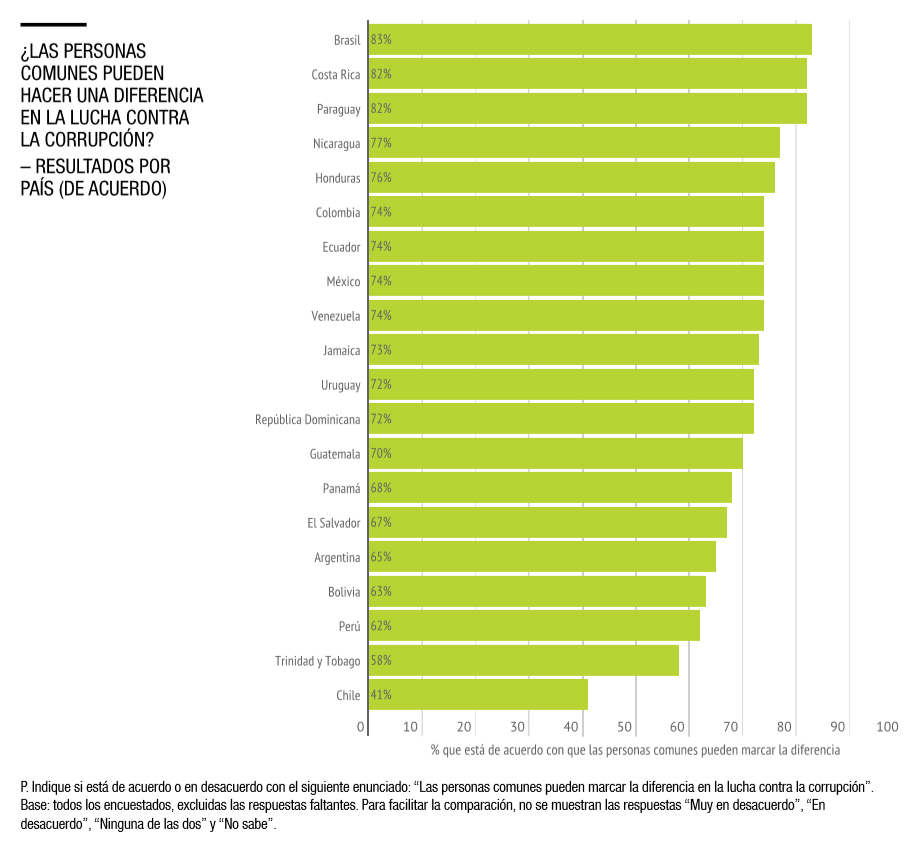 ¿LAS PERSONAS
COMUNES PUEDEN
HACER UNA DIFERENCIA
EN LA LUCHA CONTRA
LA CORRUPCIÓN?
– RESULTADOS POR
PAÍS (DE ACUERDO)
Brasil 83%
Costa Rica 82%
Paraguay 82%
Nicaragua 77%
Honduras 76%
Colombia 74%
Ecuador 74%
México 74%
Venezuela 74%
Jamaica 73%
Uruguay 72%
República Dominicana 72%
Guatemala 70%
Panamá 68%
El Salvador 67%
Argentina 65%
Bolivia 63%
Perú 62%
Trinidad y Tobago 58%
Chile 41%
0 10 20 30 40 50 60 70 80 90 100
% que está de acuerdo con que las personas comunes pueden marcar la diferencia
P. Indique si está de acuerdo o en desacuerdo con el siguiente enunciado: “Las personas comunes pueden marcar la diferencia en la lucha contra la corrupción”.
Base: todos los encuestados, excluidas las respuestas faltantes. Para facilitar la comparación, no se muestran las respuestas “Muy en desacuerdo”, “En
desacuerdo”, “Ninguna de las dos” y “No sabe”.